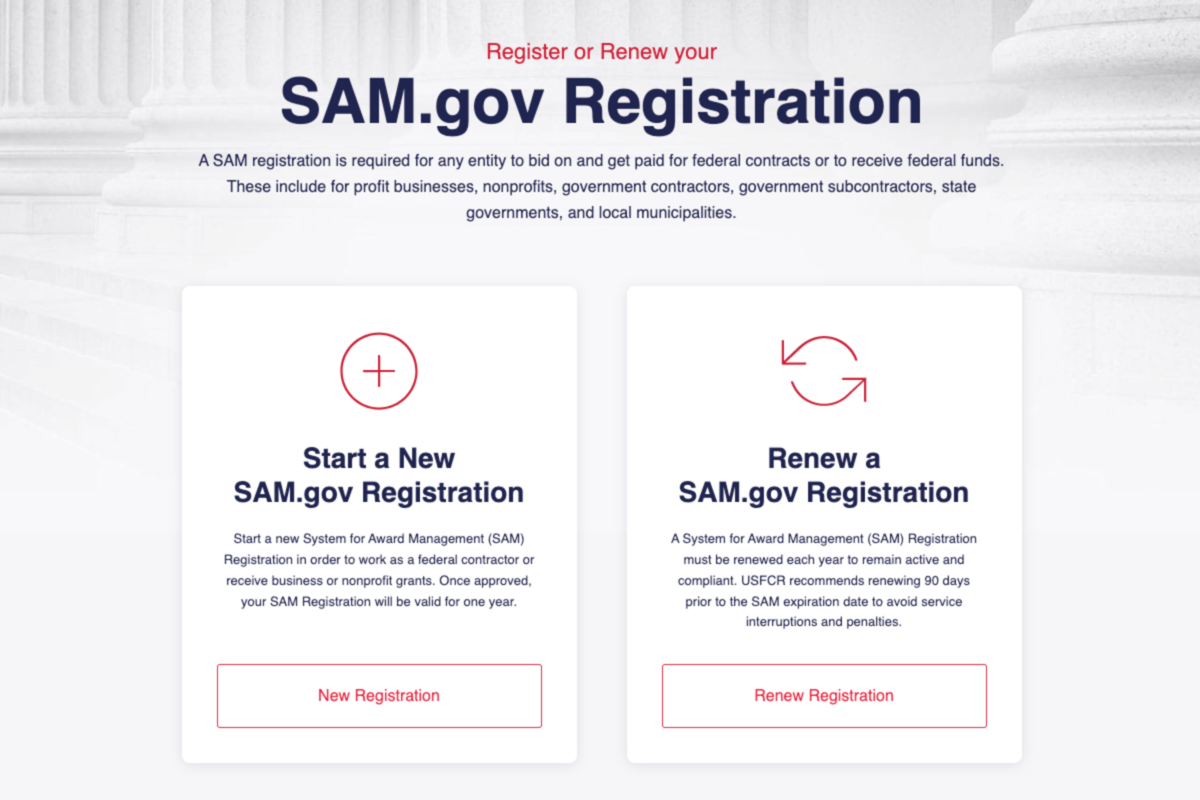 Register or Renew your
SAM.gov Registration
A SAM registration is required for any entity to bid on and get paid for federal contracts or to receive federal funds.
These include for profit businesses, nonprofits, government contractors, government subcontractors, state
governments, and local municipalities.
Start a New
SAM.gov Registration
Start a new System for Award Management (SAM)
Registration in order to work as a federal contractor or
receive business or nonprofit grants. Once approved,
your SAM Registration will be valid for one year.
New Registration
Renew a
SAM.gov Registration
A System for Award Management (SAM) Registration
must be renewed each year to remain active and
compliant. USFCR recommends renewing 90 days
prior to the SAM expiration date to avoid service
interruptions and penalties.
Renew Registration